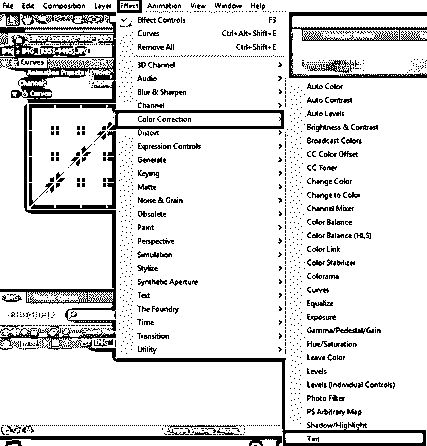 File Edit Composition Layer Effect Animation View Window Help
Effect Controls F3
Curves Ctrl+Alt+Shift+E
Remove All Ctrl+Shift+E
3D Channel
Audio
Blur & Sharpen
Channel
Color Correction
Distort
Expression Controls
Generate
Keying
Matte
Noise & Grain
Obsolete
Paint
Perspective
Simulation
Stylize
Synthetic Aperture
Text
The Foundry
Time
Transition
Utility
Auto Color
Auto Contrast
Auto Levels
Brightness & Contrast
Broadcast Colors
CC Color Offset
CC Toner
Change Color
Change to Color
Channel Mixer
Color Balance
Color Balance (HLS)
Color Link
Color Stabilizer
Colorama
Curves
Equalize
Exposure
Gamma/Pedestal/Gain
Hue/Saturation
Leave Color
Levels
Levels (Individual Controls)
Photo Filter
PS Arbitrary Map
Shadow/Highlight
Tint
Curves